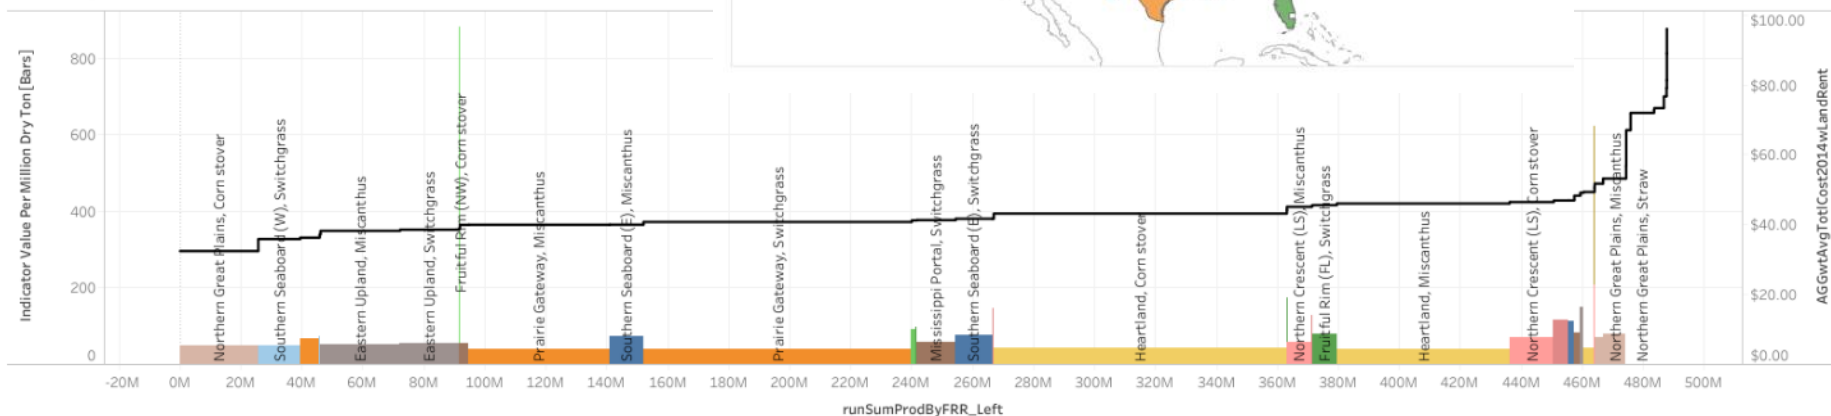 Indicator Value Per Million Dry Ton [Bars]
800
600
400
200
0
Northern Great Plains, Corn stover
Southern Seaboard (W), Switchgrass
Eastern Upland, Miscanthus
Eastern Upland, Switchgrass
Fruitful Rim (NW), Corn stover
Prairie Gateway, Miscanthus
Southern Seaboard (E), Miscanthus
Prairie Gateway, Switchgrass
Mississippi Portal, Switchgrass
Southern Seaboard (E), Switchgrass
Heartland, Corn stover
Northern Crescent (LS), Miscanthus
Fruitful Rim (FL), Switchgrass
Heartland, Miscanthus
Northern Crescent (LS), Corn stover
Northern Great Plains, Miscanthus
Northern Great Plains, Straw
$100.00
$80.00
$60.00
$40.00
$20.00
$0.00
AGGwtAvgTotlCost2014wLandRent
-20M 0M 20M 40M 60M 80M 100M 120M 140M 160M 180M 200M 220M 240M 260M 280M 300M 320M 340M 360M 380M 400M 420M 440M 460M 480M 500M
runSumProdByFRR_Left